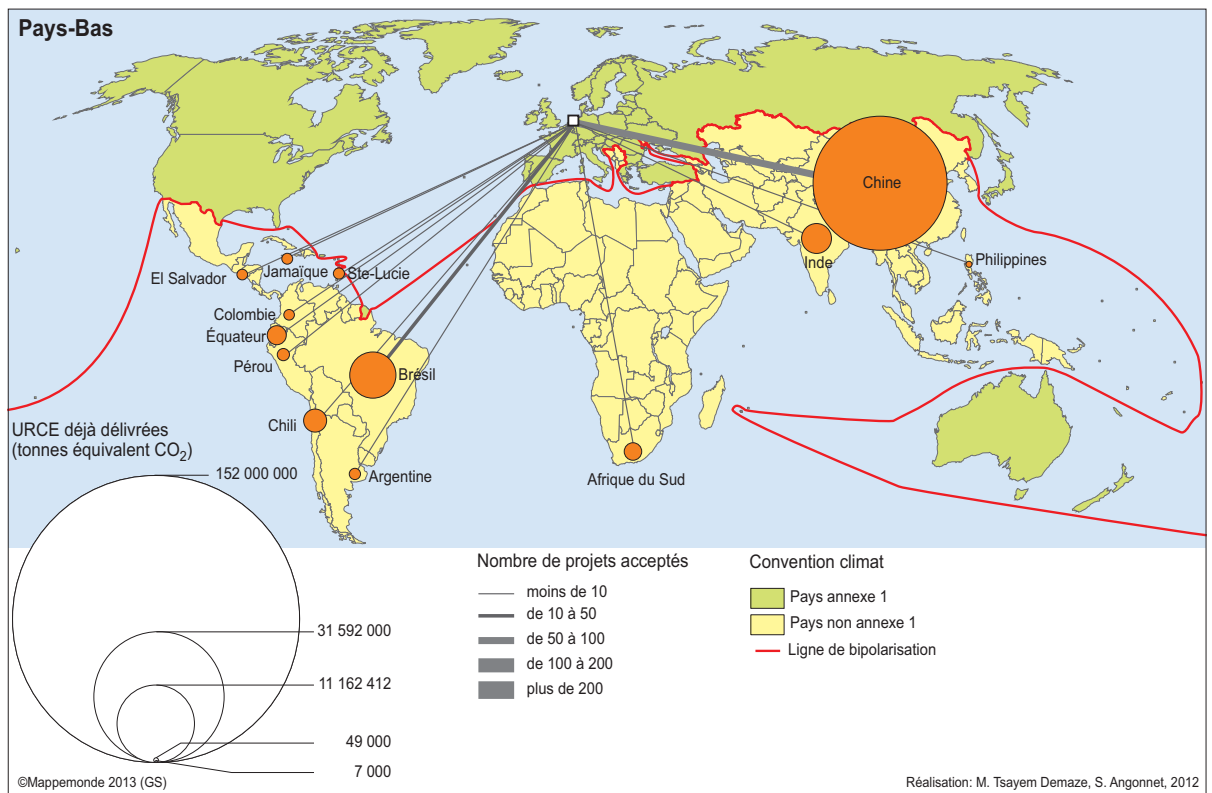 Pays-Bas
Chine
Inde
Philippines
El Salvador
Jamaïque
Ste-Lucie
Colombie
Équateur
Pérou
Brésil
Chili
Argentine
Afrique du Sud
URCE déjà délivrées
(tonnes équivalent CO₂)
152 000 000
31 592 000
11 162 412
49 000
7 000
Nombre de projets acceptés
moins de 10
de 10 à 50
de 50 à 100
de 100 à 200
plus de 200
Convention climat
Pays annexe 1
Pays non annexe 1
Ligne de bipolarisation
©Mappemonde 2013 (GS)
Réalisation: M. Tsayem Demaze, S. Angonnet, 2012